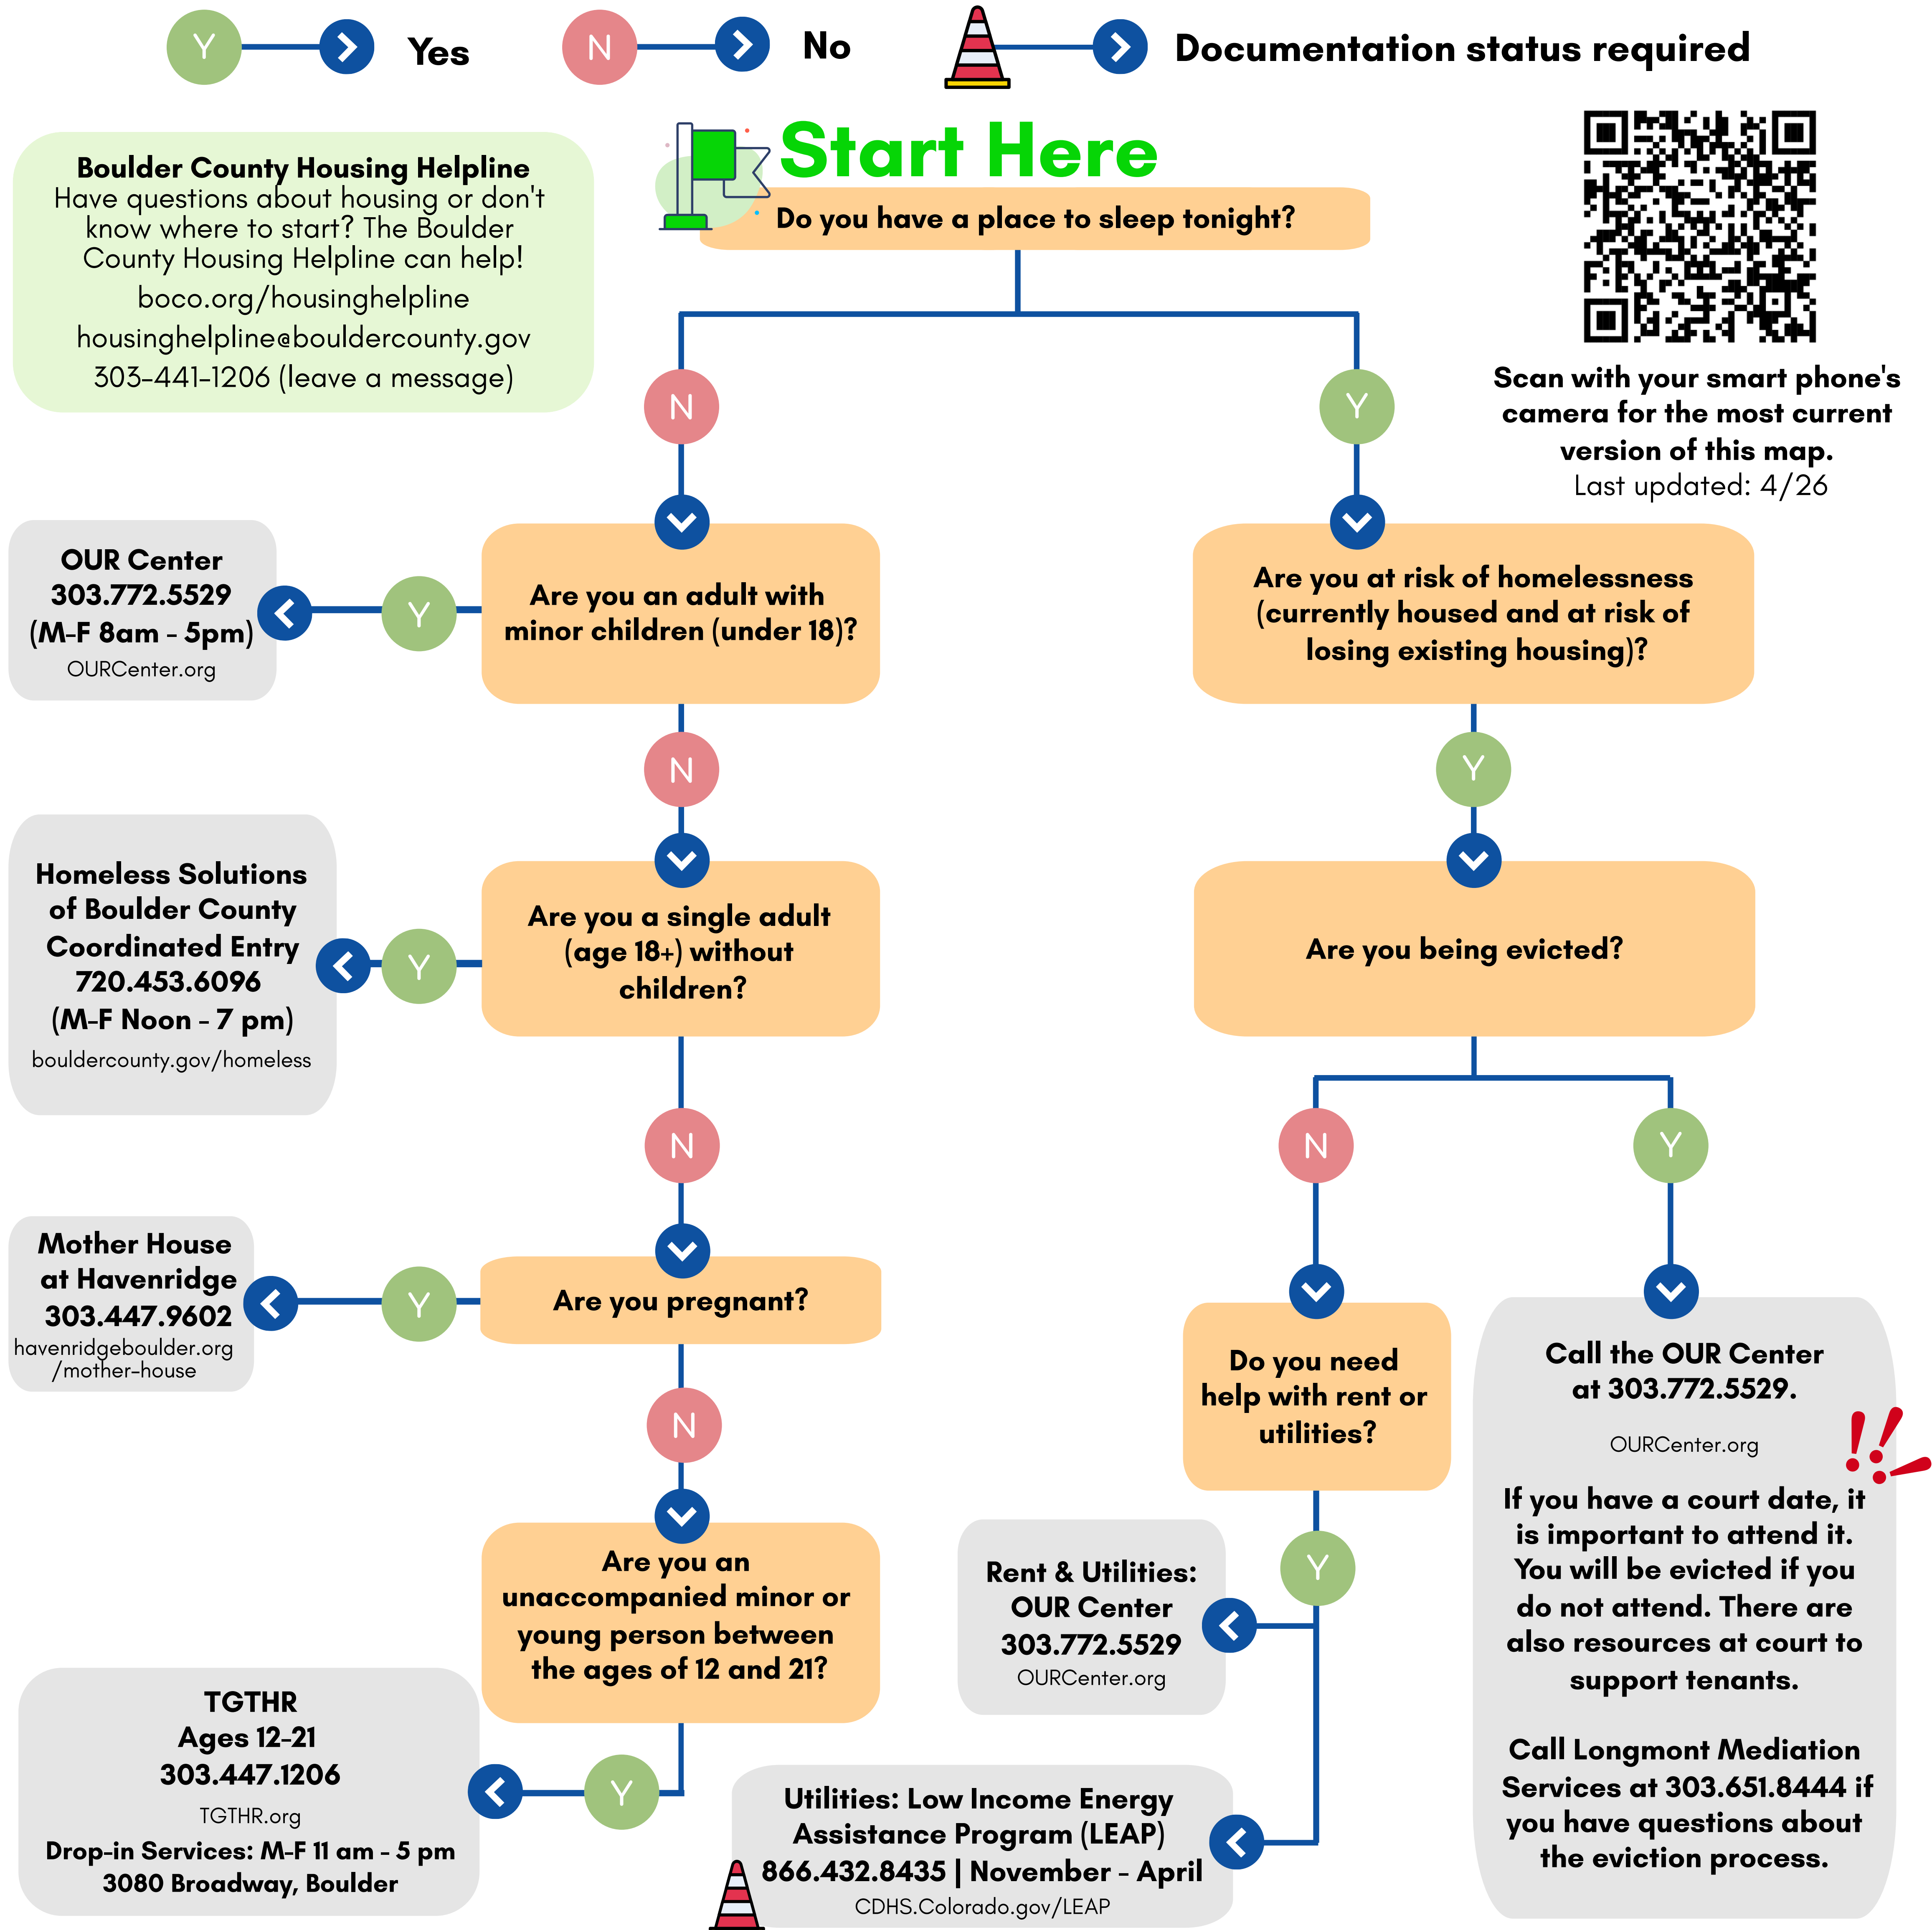 Y
Yes
N
No
Documentation status required
Boulder County Housing Helpline
Have questions about housing or don't
know where to start? The Boulder
County Housing Helpline can help!
boco.org/housinghelpline
housinghelpline@bouldercounty.gov
303-441-1206 (leave a message)
Start Here
Do you have a place to sleep tonight?
Scan with your smart phone's
camera for the most current
version of this map.
Last updated: 4/26
N
Y
OUR Center
303.772.5529
(M-F 8am - 5pm)
OURCenter.org
Y
Are you an adult with
minor children (under 18)?
Are you at risk of homelessness
(currently housed and at risk of
losing existing housing)?
N
Y
Homeless Solutions
of Boulder County
Coordinated Entry
720.453.6096
(M-F Noon - 7 pm)
bouldercounty.gov/homeless
Y
Are you a single adult
(age 18+) without
children?
Are you being evicted?
N
N
Y
Mother House
at Havenridge
303.447.9602
havenridgeboulder.org
/mother-house
Y
Are you pregnant?
N
Do you need
help with rent or
utilities?
Call the OUR Center
at 303.772.5529.
OURCenter.org
If you have a court date, it
is important to attend it.
You will be evicted if you
do not attend. There are
also resources at court to
support tenants.
Call Longmont Mediation
Services at 303.651.8444 if
you have questions about
the eviction process.
Are you an
unaccompanied minor or
young person between
the ages of 12 and 21?
Y
Rent & Utilities:
OUR Center
303.772.5529
OURCenter.org
TGTHR
Ages 12-21
303.447.1206
TGTHR.org
Drop-in Services: M-F 11 am - 5 pm
3080 Broadway, Boulder
Y
Utilities: Low Income Energy
Assistance Program (LEAP)
866.432.8435 | November - April
CDHS.Colorado.gov/LEAP